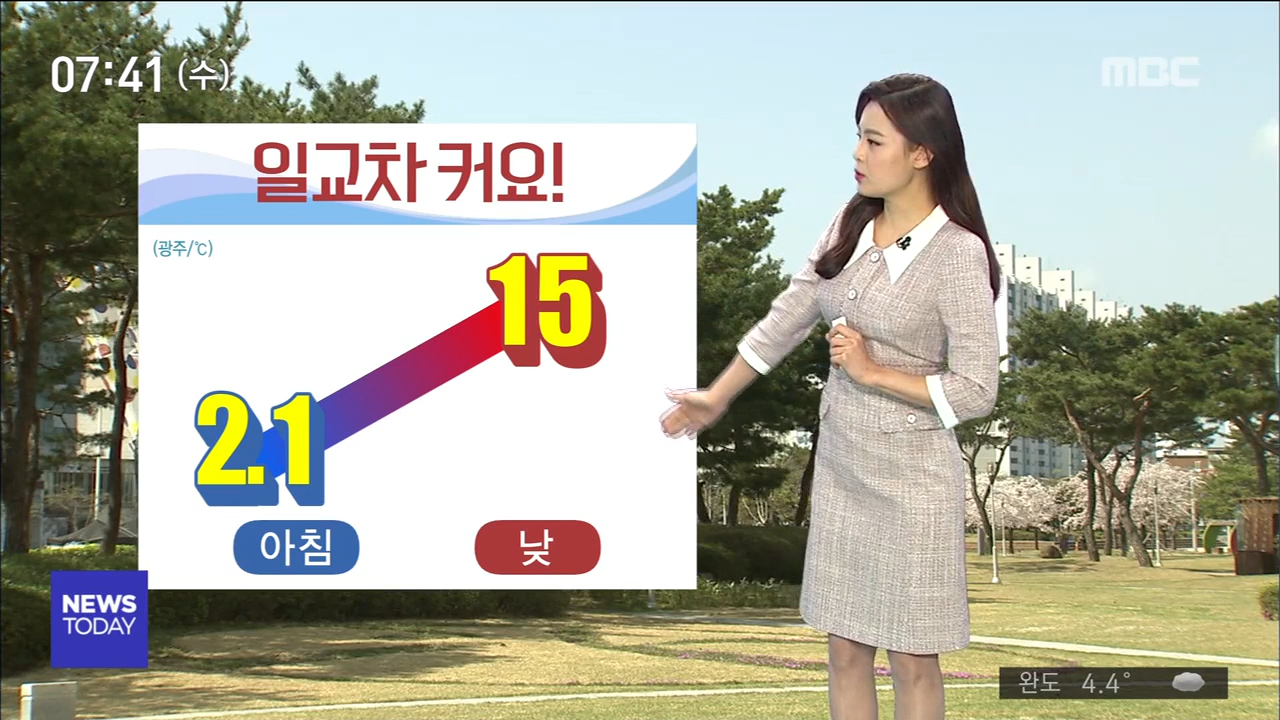 07:41 (수)
MBC
일교차 커요!
(광주/℃)
15
2.1
아침
낮
NEWS
TODAY
완도 4.4°